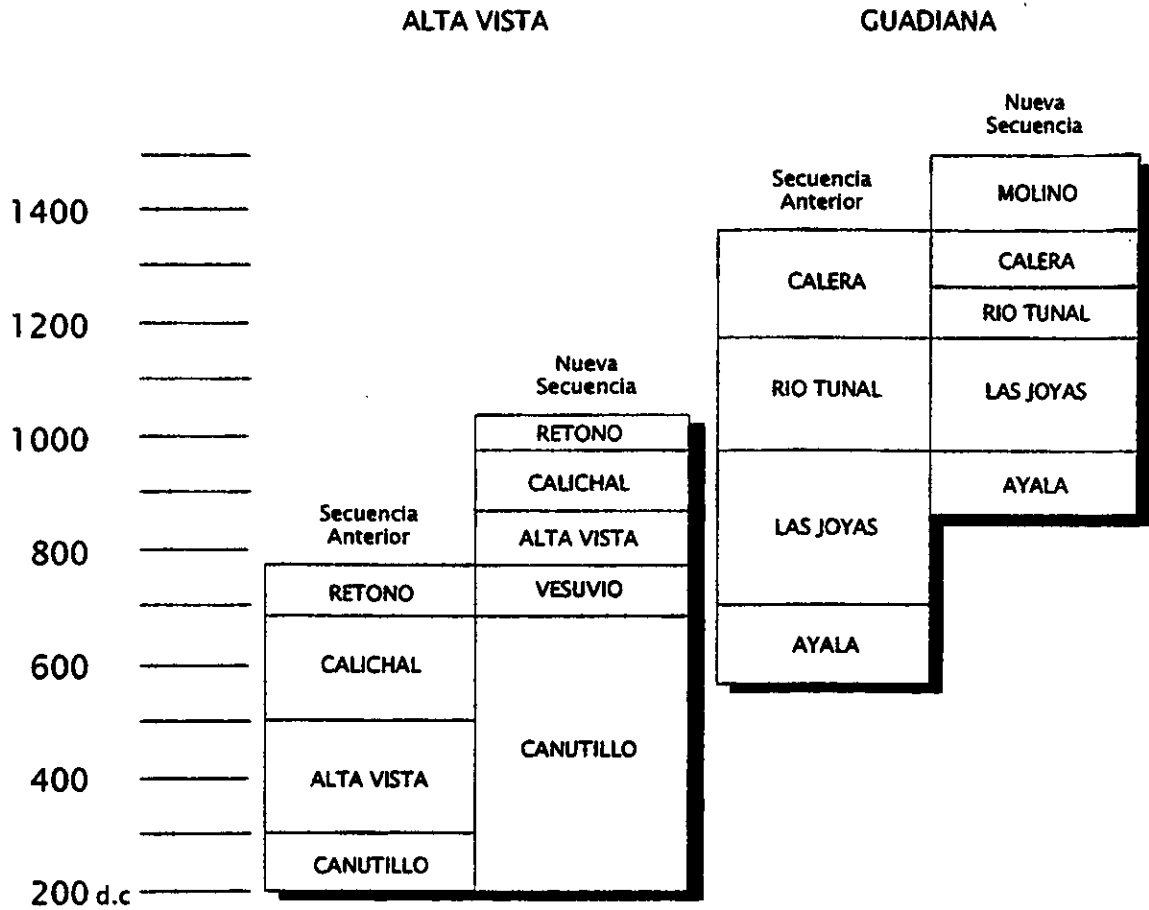 ALTA VISTA
GUADIANA
Nueva
Secuencia
Secuencia
Anterior
MOLINO
1400
CALERA
CALERA
RIO TUNAL
1200
Nueva
Secuencia
RIO TUNAL
LAS JOYAS
1000
RETONO
CALICHAL
AYALA
Secuencia
Anterior
LAS JOYAS
800
ALTA VISTA
RETONO
VESUVIO
AYALA
600
CALICHAL
CANUTILLO
400
ALTA VISTA
CANUTILLO
200 d.c